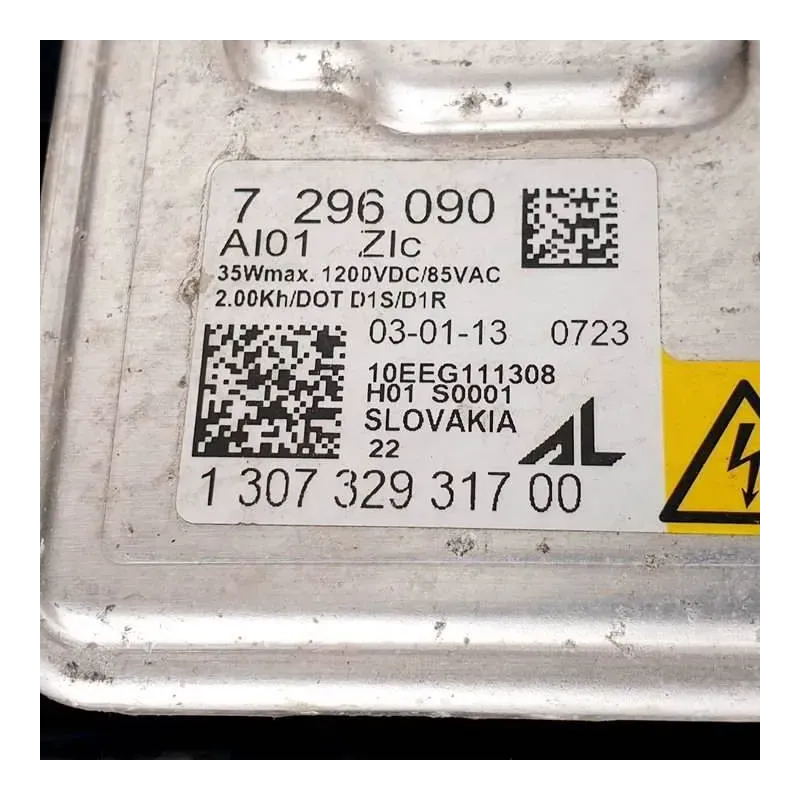 7 296 090
AI01 ZIc
35Wmax. 1200VDC/85VAC
2.00Kh/DOT D1S/D1R
03-01-13 0723
10EEG111308
H01 S0001
SLOVAKIA
22
AL
1 307 329 317 00